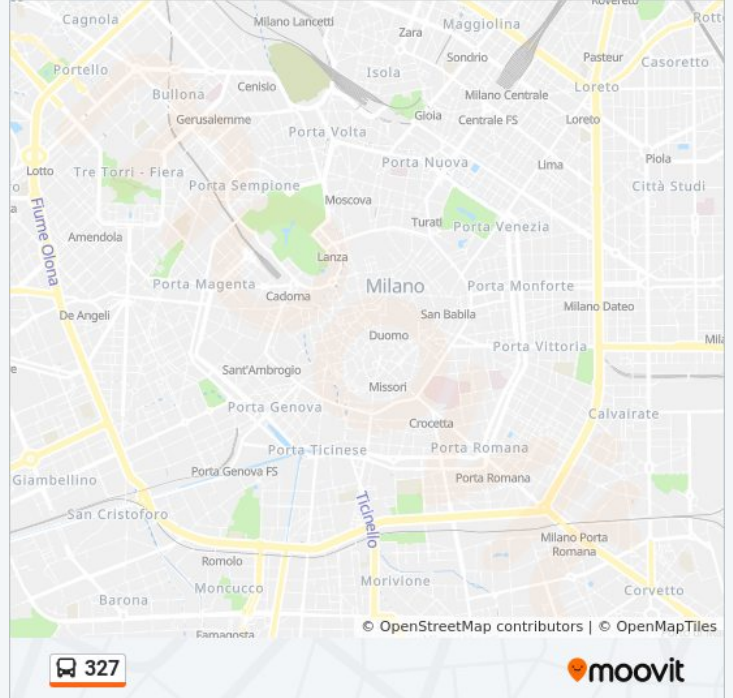 Rovereto
Cagnola
Milano Lancetti
Maggiolina
Zara
Sondrio
Pasteur
Casoretto
Portello
Isola
Loreto
Bullona
Cenisio
Milano Centrale
Gerusalemme
Gioia
Centrale FS
Loreto
Porta Volta
Lotto
Tre Torri - Fiera
Porta Nuova
Lima
Piola
Porta Sempione
Città Studi
Moscova
Fiume Olona
Turati
Porta Venezia
Amendola
Lanza
Porta Magenta
Cadorna
Milano
Porta Monforte
De Angeli
San Babila
Milano Dateo
Duomo
Porta Vittoria
Sant'Ambrogio
Missori
Porta Genova
Crocetta
Calvairate
Porta Ticinese
Porta Romana
Giambellino
Porta Genova FS
Porta Romana
San Cristoforo
Ticinello
Milano Porta
Romana
Romolo
Moncucco
Morivione
Corvetto
Barona
Famagosta
© OpenStreetMap contributors | © OpenMapTiles
327
moovit